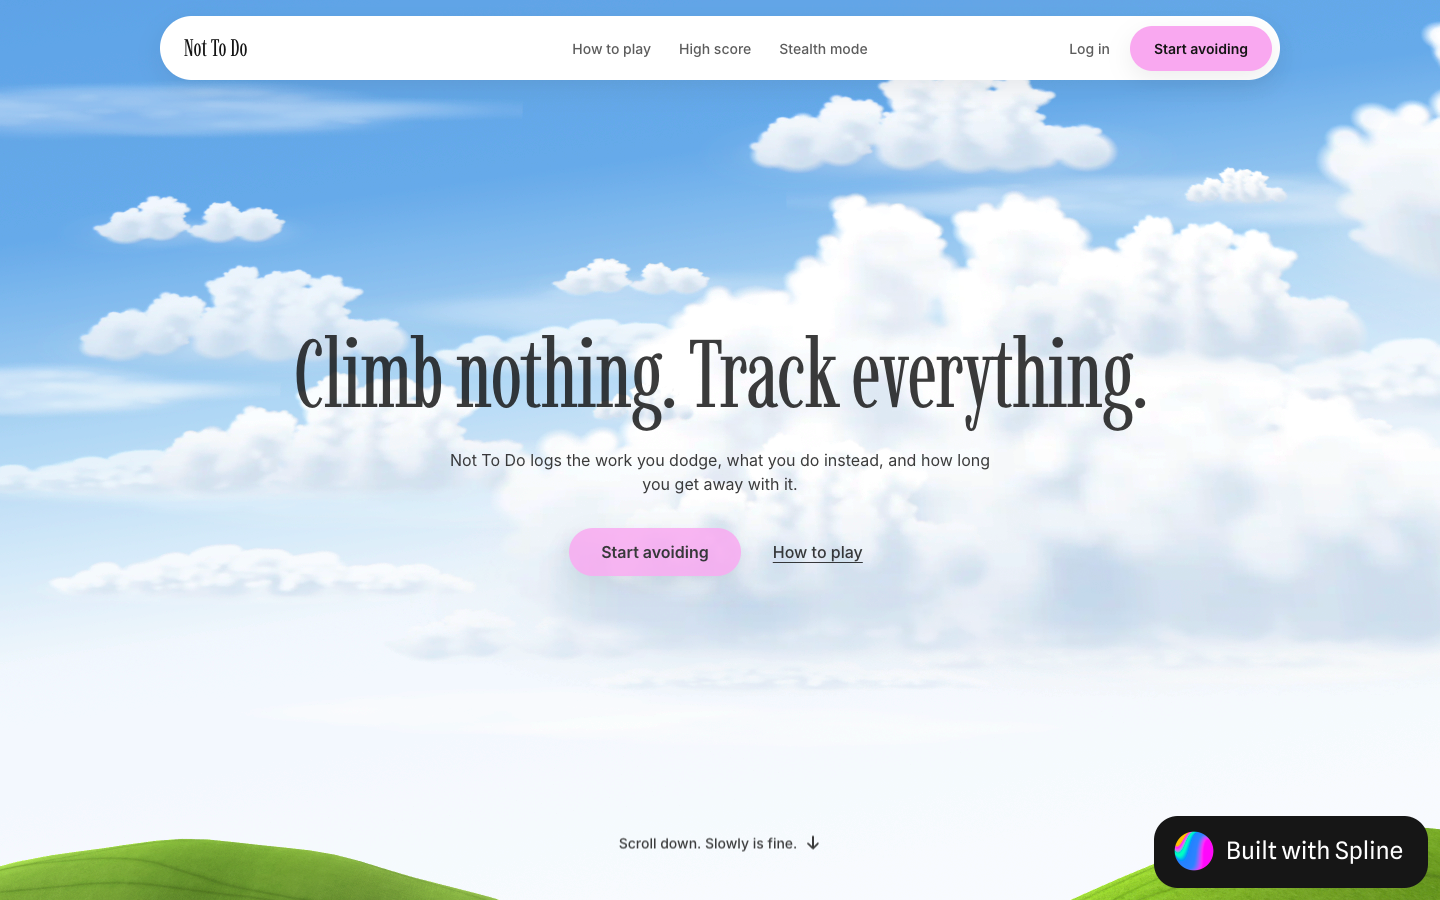 Not To Do
How to play
High score
Stealth mode
Log in
Start avoiding
Climb nothing. Track everything.
Not To Do logs the work you dodge, what you do instead, and how long
you get away with it.
Start avoiding
How to play
Scroll down. Slowly is fine.
Built with Spline